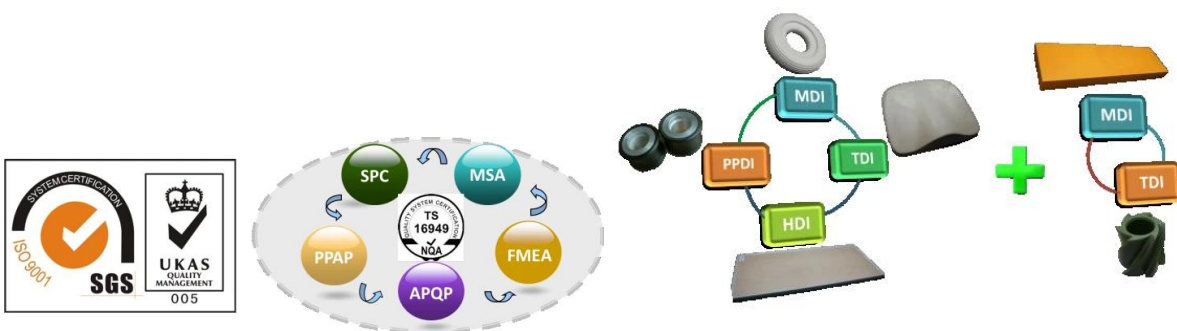 SYSTEM CERTIFICATION
ISO 9001
SGS
UKAS
QUALITY
MANAGEMENT
005
SPC
MSA
PPAP
FMEA
APQP
QUALITY SYSTEM CERTIFICATION
TS
16949
NQA
MDI
PPDI
TDI
HDI
MDI
TDI